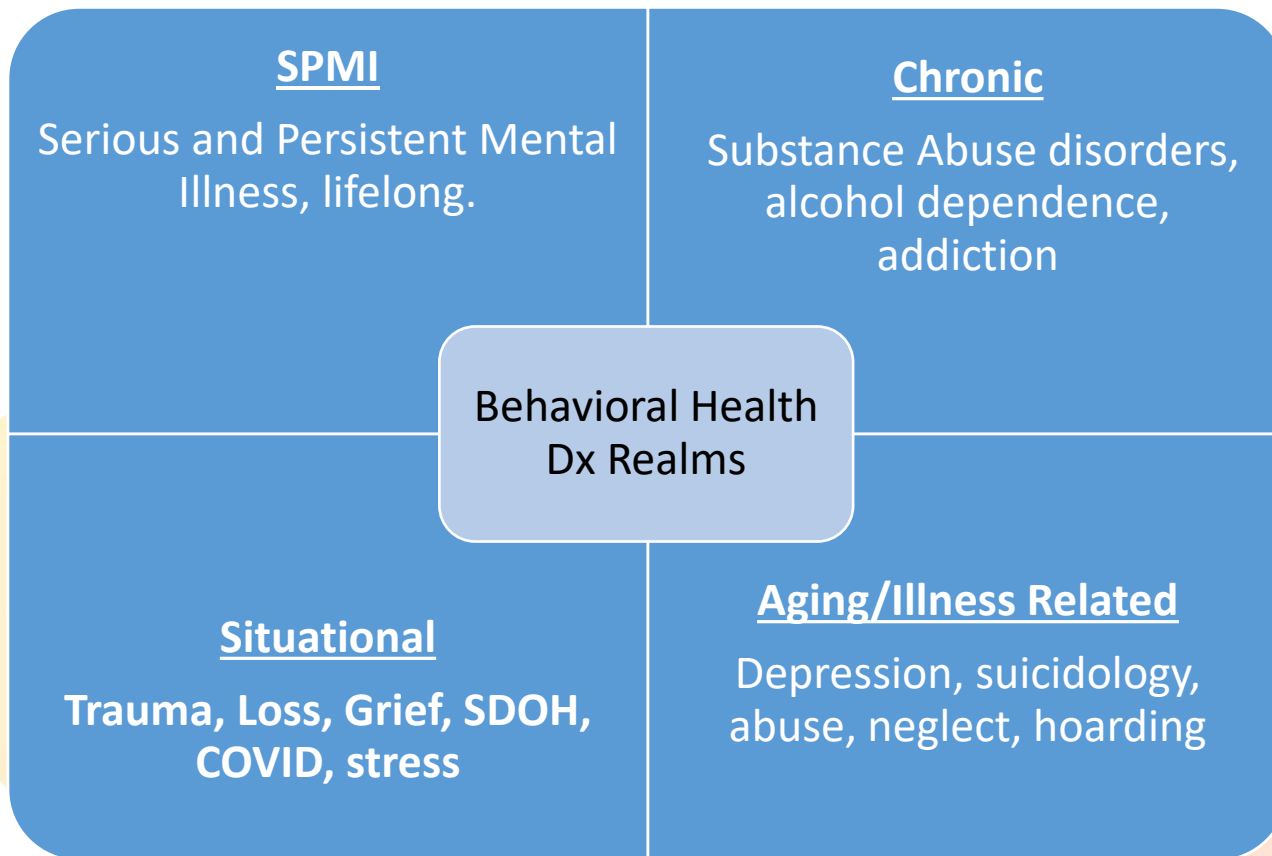 SPMI
Serious and Persistent Mental
Illness, lifelong.
Chronic
Substance Abuse disorders,
alcohol dependence,
addiction
Behavioral Health
Dx Realms
Situational
Trauma, Loss, Grief, SDOH,
COVID, stress
Aging/Illness Related
Depression, suicidology,
abuse, neglect, hoarding